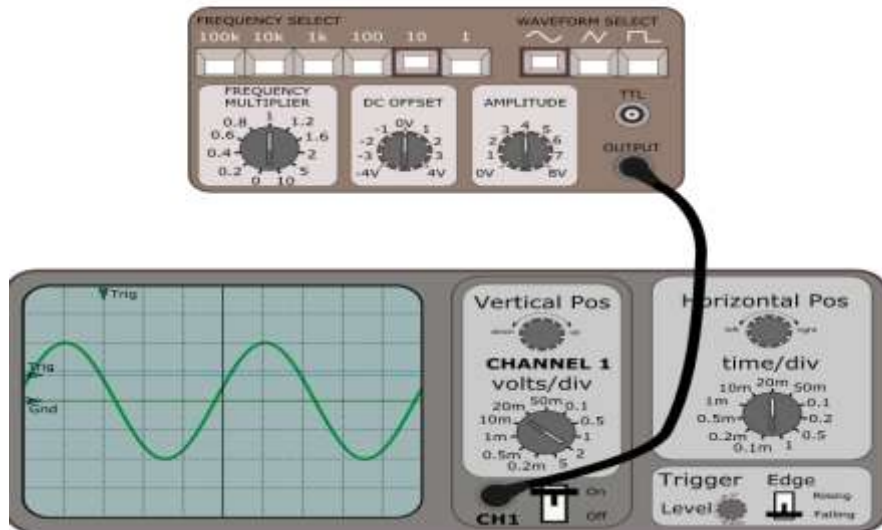 FREQUENCY SELECT
100k 10k 1k 100 10 1
WAVEFORM SELECT
FREQUENCY
MULTIPLIER
0.8 1 1.2
0.6 1.6
0.4 2
0.2 0 10 5
DC OFFSET
-1 0V 1
-2 2
-3 3
-4V 4V
AMPLITUDE
3 4 5
2 6
1 7
0V 8V
TTL
OUTPUT
Trig
Trig
Gnd
Vertical Pos
down up
CHANNEL 1
volts/div
20m 50m 0.1
10m 0.5
1m 1
0.5m 2
0.2m 5
CH1
On
Off
Horizontal Pos
left right
time/div
10m 20m 50m
1m 0.1
0.5m 0.2
0.2m 0.5
0.1m 1
Trigger
Level
Edge
Rising
Falling